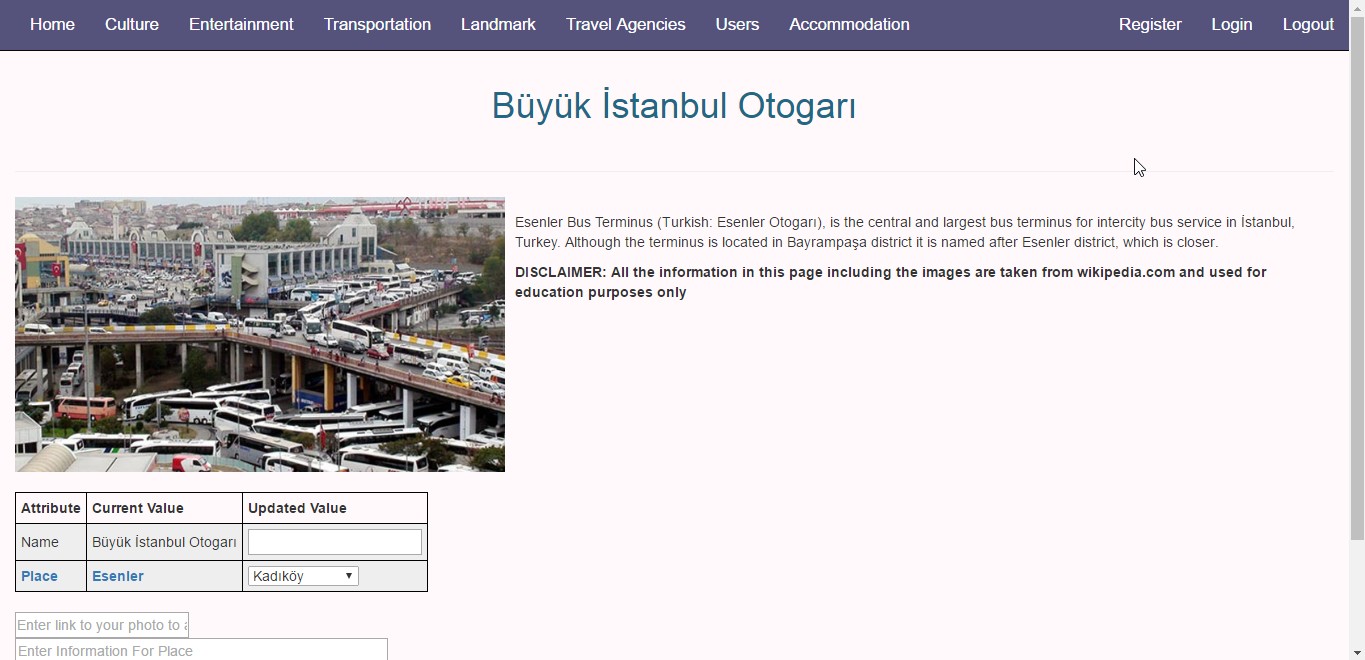 Home Culture Entertainment Transportation Landmark Travel Agencies Users Accommodation Register Login Logout
Büyük İstanbul Otogarı
Esenler Bus Terminus (Turkish: Esenler Otogarı), is the central and largest bus terminus for intercity bus service in İstanbul,
Turkey. Although the terminus is located in Bayrampaşa district it is named after Esenler district, which is closer.
DISCLAIMER: All the information in this page including the images are taken from wikipedia.com and used for
education purposes only
Attribute Current Value Updated Value
Name Büyük İstanbul Otogarı
Place Esenler Kadıköy
Enter link to your photo to
Enter Information For Place